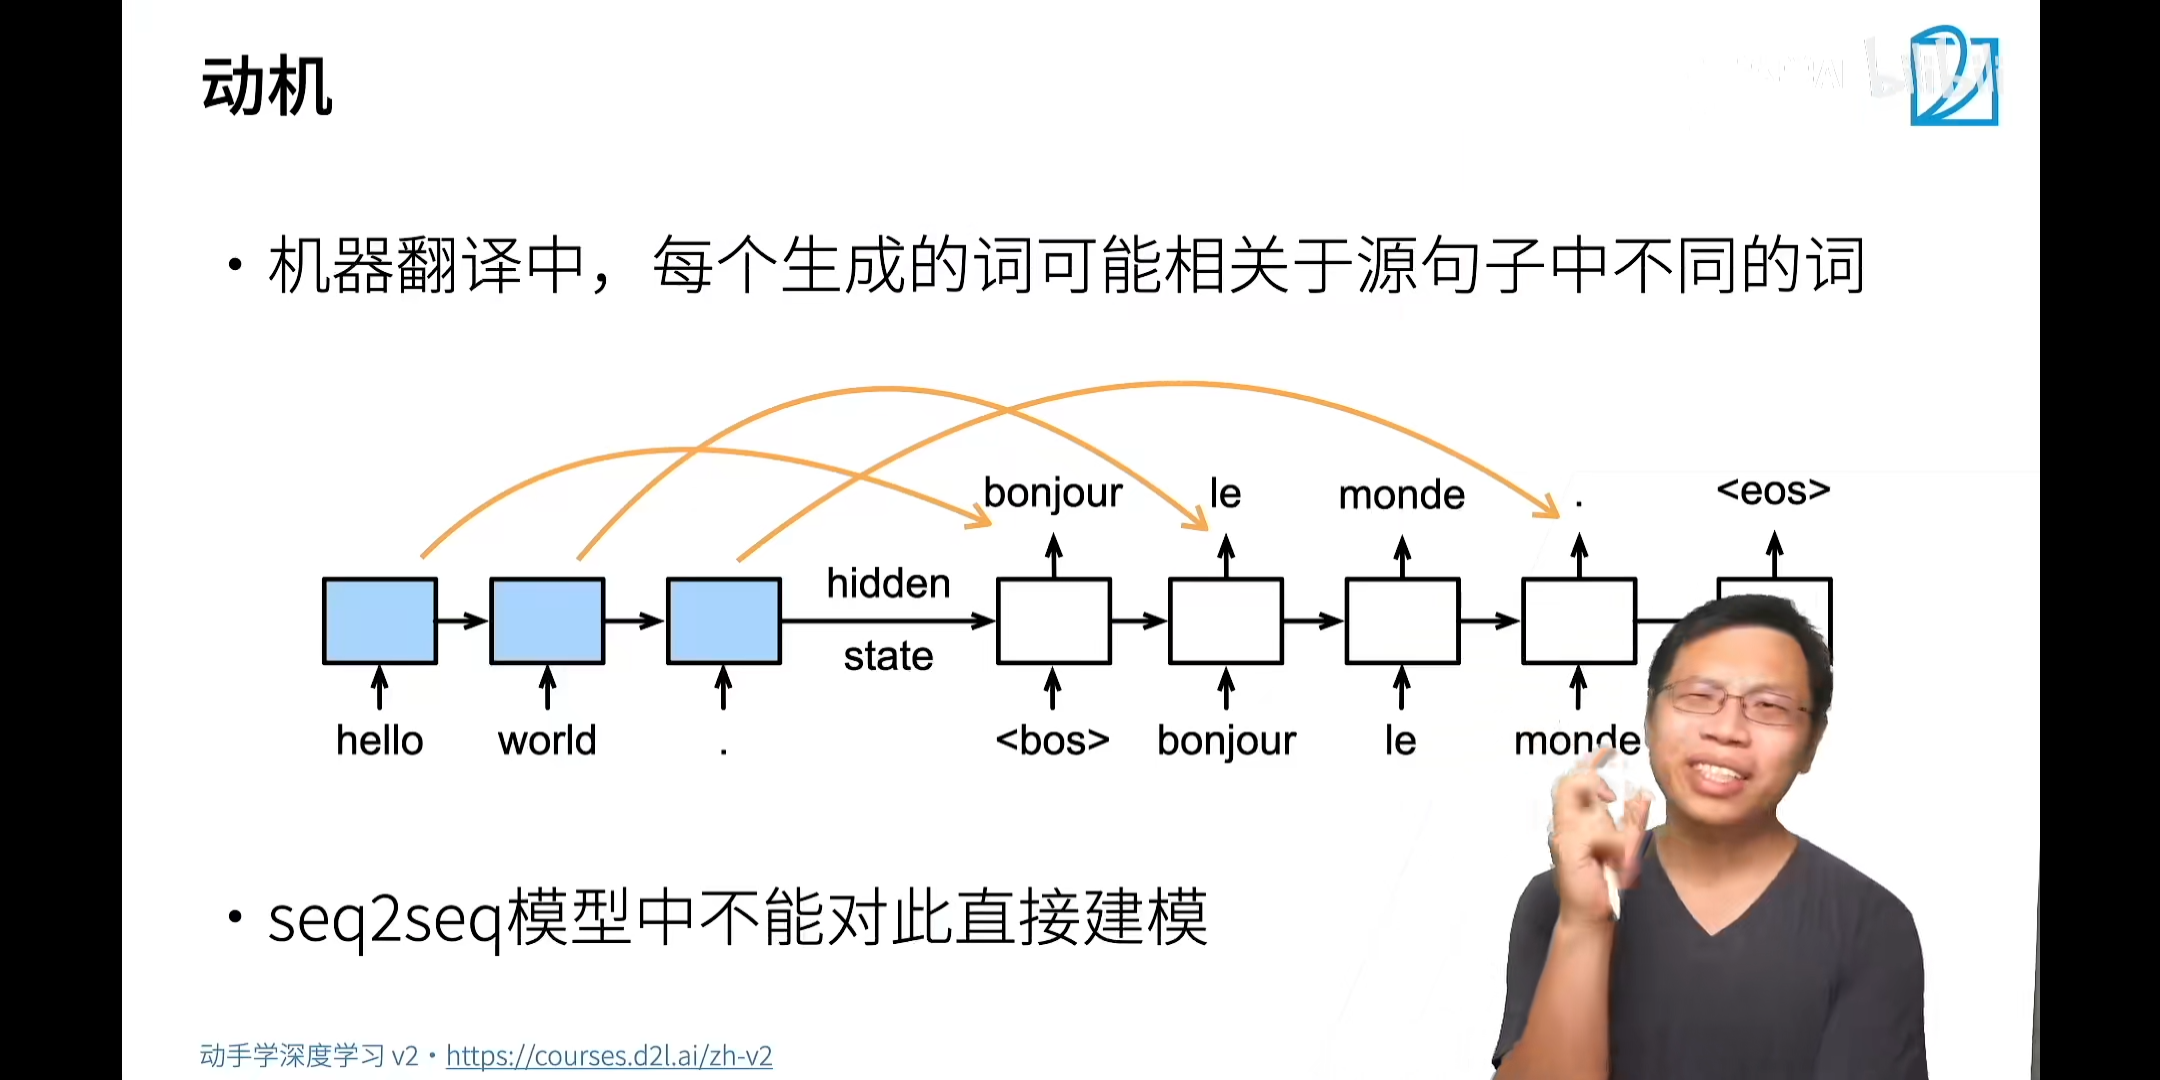 动机
• 机器翻译中，每个生成的词可能相关于源句子中不同的词
bonjour le monde . <eos>
hidden
state
hello world . <bos> bonjour le monde
• seq2seq模型中不能对此直接建模
动手学深度学习 v2 • https://courses.d2l.ai/zh-v2